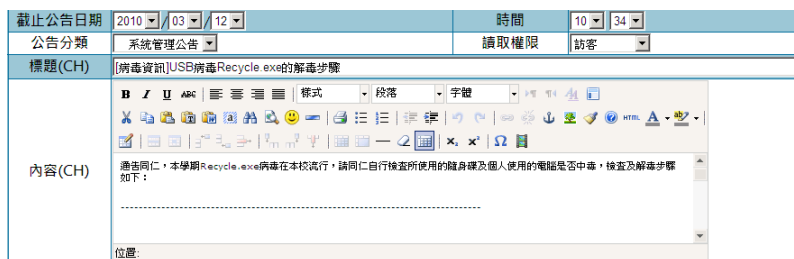 截止公告日期 2010 / 03 / 12 時間 10 34
公告分類 系統管理公告 讀取權限 訪客
標題(CH) [病毒資訊]USB病毒Recycle.exe的解毒步驟
B I U ABC 樣式 段落 字體
HTML A ab
x₂ x² Ω
內容(CH)
通告同仁，本學期Recycle.exe病毒在本校流行，請同仁自行檢查所使用的隨身碟及個人使用的電腦是否中毒，檢查及解毒步驟
如下：
--------------------------------------------------------------------------------
位置: